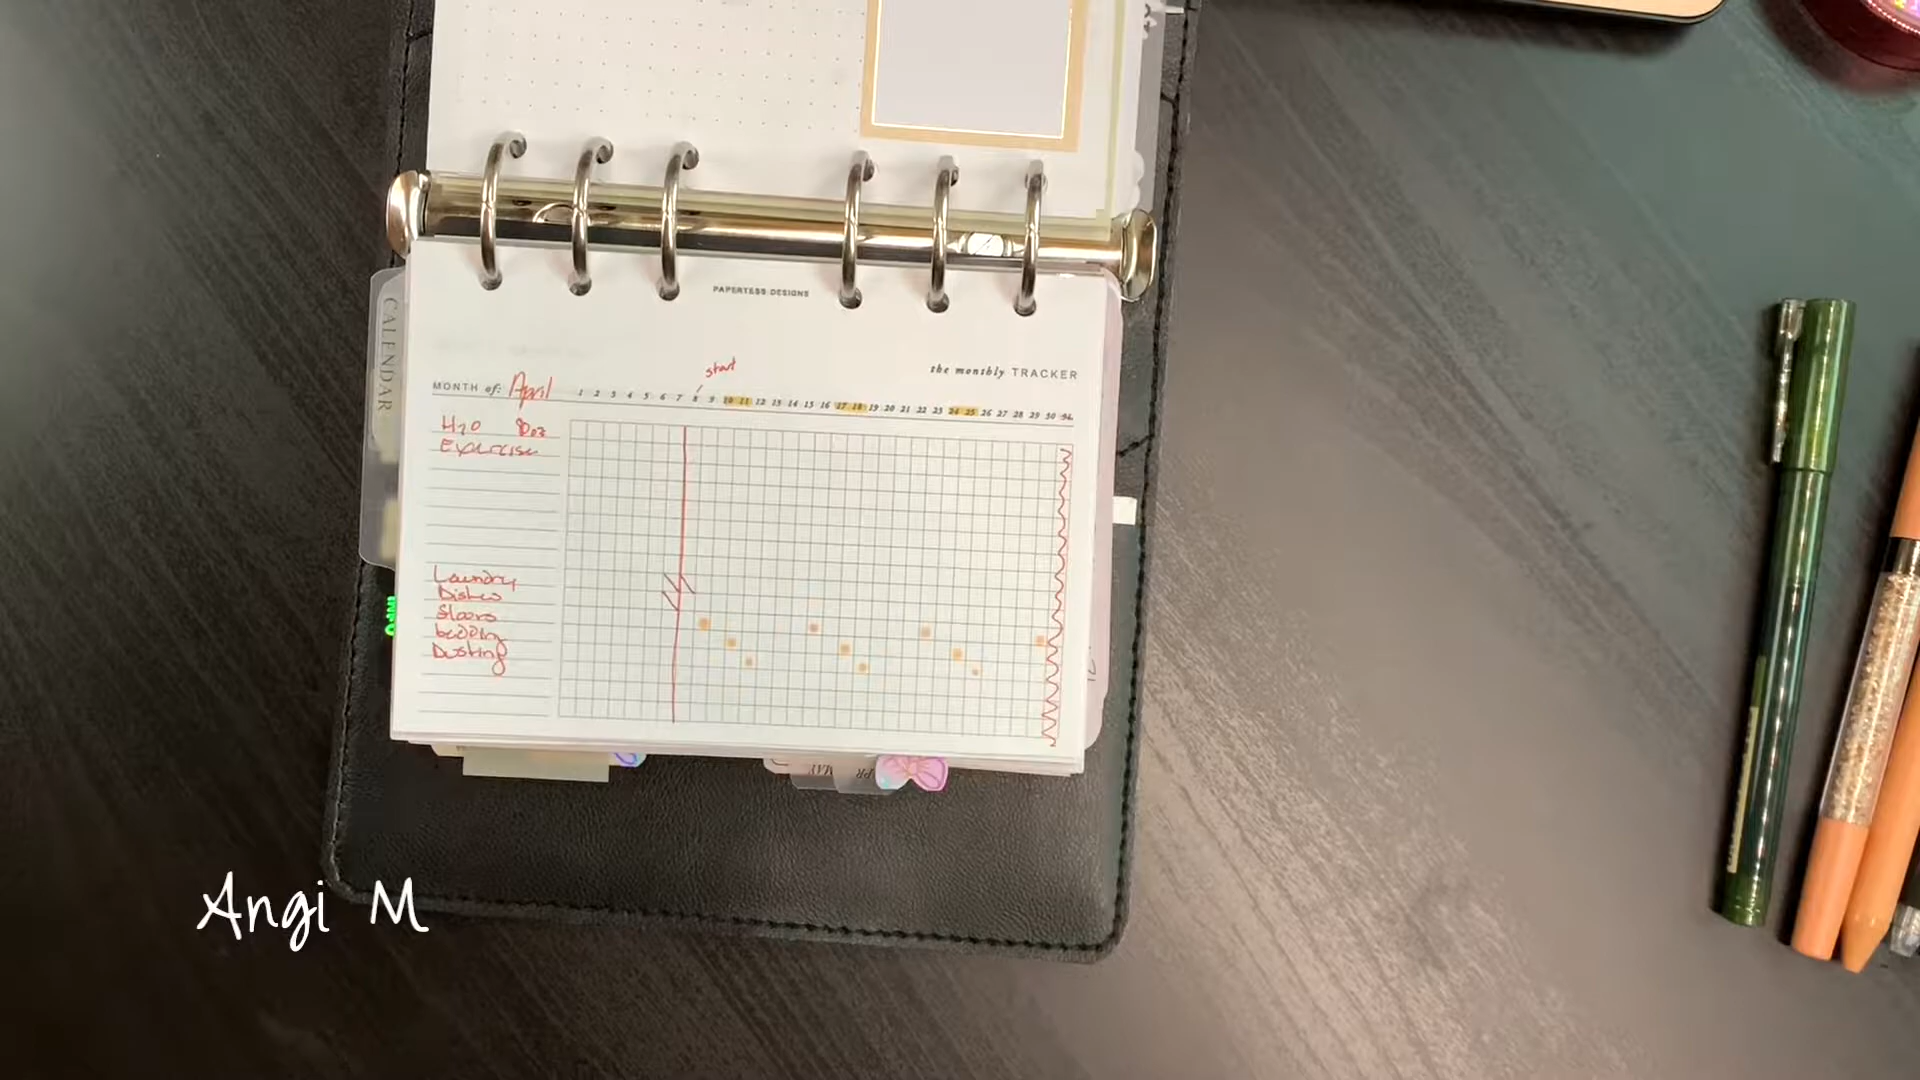 PAPERTESS DESIGNS
start
the monthly TRACKER
MONTH of: April
1 2 3 4 5 6 7 8 9 10 11 12 13 14 15 16 17 18 19 20 21 22 23 24 25 26 27 28 29 30
H2O
Exercise
Laundry
Dishes
floors
bedding
Dusting
CALENDAR
MAY
Angi M